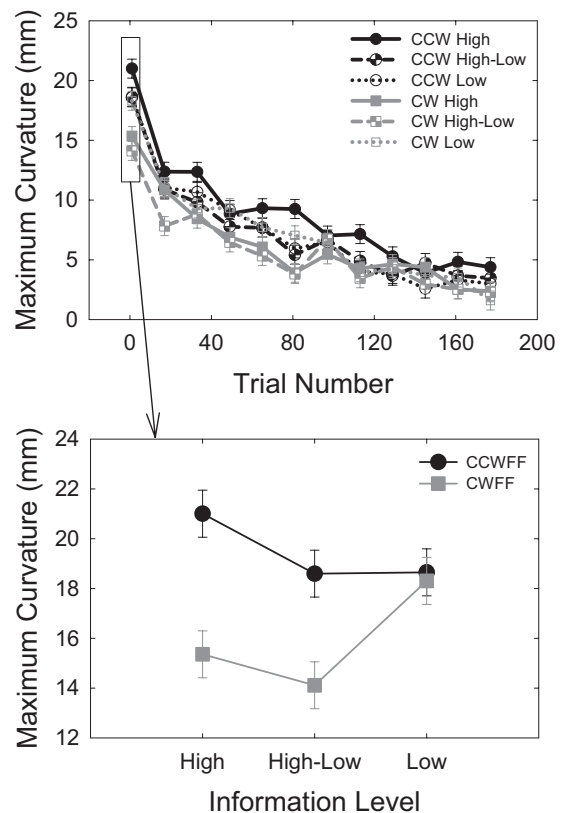 Maximum Curvature (mm)
25
20
15
10
5
0
CCW High
CCW High-Low
CCW Low
CW High
CW High-Low
CW Low
0 40 80 120 160 200
Trial Number
Maximum Curvature (mm)
24
22
20
18
16
14
12
CCWFF
CWFF
High High-Low Low
Information Level